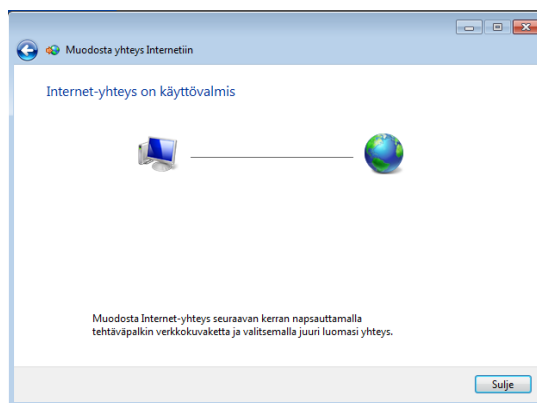 Muodosta yhteys Internetiin
Internet-yhteys on käyttövalmis
Muodosta Internet-yhteys seuraavan kerran napsauttamalla
tehtäväpalkin verkkokuvaketta ja valitsemalla juuri luomasi yhteys.
Sulje